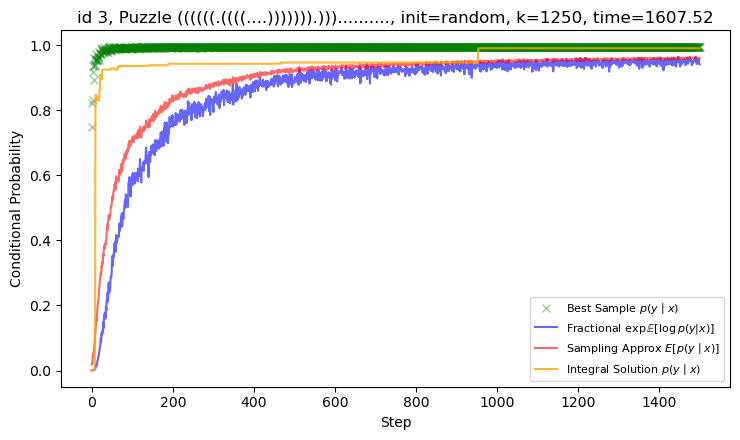 id 3, Puzzle ((((((.((((....))))))).)))).........., init=random, k=1250, time=1607.52
1.0
0.8
0.6
0.4
0.2
0.0
Conditional Probability
0
200
400
600
800
1000
1200
1400
Step
Best Sample p(y | x)
Fractional exp𝔼[log p(y|x)]
Sampling Approx E[p(y | x)]
Integral Solution p(y | x)